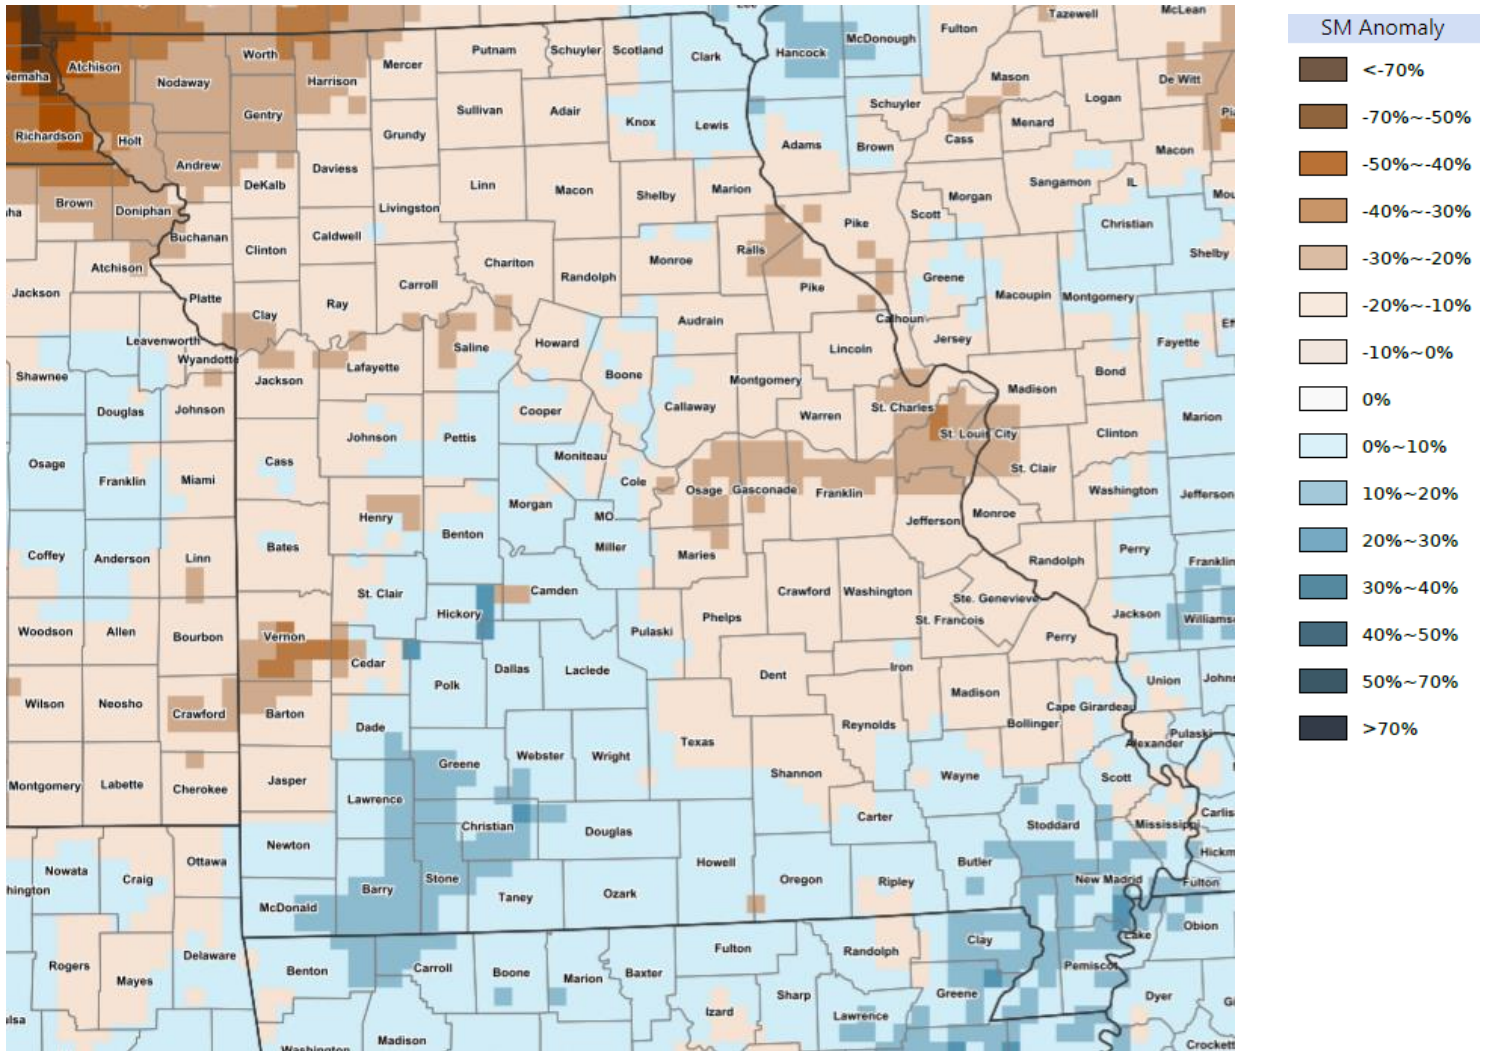 SM Anomaly
<-70%
-70%~-50%
-50%~-40%
-40%~-30%
-30%~-20%
-20%~-10%
-10%~0%
0%
0%~10%
10%~20%
20%~30%
30%~40%
40%~50%
50%~70%
>70%
Tazewell
McLean
McDonough
Fulton
Worth
Putnam
Schuyler
Scotland
Clark
Hancock
Nemaha
Atchison
Nodaway
Harrison
Mercer
Mason
De Witt
Gentry
Sullivan
Adair
Knox
Lewis
Schuyler
Logan
Richardson
Holt
Grundy
Adams
Brown
Cass
Menard
Andrew
Daviess
Macon
DeKalb
Linn
Macon
Shelby
Marion
Morgan
Sangamon
IL
Brown
Doniphan
Livingston
Scott
Pike
Christian
Buchanan
Clinton
Caldwell
Chariton
Randolph
Monroe
Ralls
Shelby
Atchison
Jackson
Platte
Ray
Carroll
Pike
Greene
Macoupin
Montgomery
Clay
Audrain
Calhoun
Leavenworth
Wyandotte
Saline
Howard
Lincoln
Jersey
Fayette
Shawnee
Jackson
Lafayette
Boone
Montgomery
Madison
Bond
Douglas
Johnson
Cooper
Callaway
Warren
St. Charles
Marion
Johnson
Pettis
St. Louis City
Clinton
Osage
Cass
Moniteau
St. Clair
Franklin
Miami
Cole
Osage
Gasconade
Franklin
Washington
Jefferson
Henry
Morgan
MO
Jefferson
Monroe
Coffey
Anderson
Linn
Bates
Benton
Miller
Maries
Randolph
Perry
Franklin
St. Clair
Camden
Crawford
Washington
Ste. Genevieve
Hickory
Phelps
St. Francois
Jackson
Woodson
Allen
Bourbon
Vernon
Pulaski
Perry
Cedar
Dallas
Laclede
Dent
Iron
Polk
Union
Wilson
Neosho
Crawford
Barton
Madison
Cape Girardeau
Dade
Reynolds
Bollinger
Texas
Pulaski
Alexander
Greene
Webster
Wright
Shannon
Wayne
Scott
Montgomery
Labette
Cherokee
Jasper
Lawrence
Carter
Christian
Douglas
Stoddard
Mississippi
Newton
Nowata
Craig
Ottawa
Howell
Butler
Barry
Stone
Taney
Ozark
Oregon
Ripley
New Madrid
Fulton
McDonald
Obion
Lake
Clay
Fulton
Randolph
Rogers
Mayes
Delaware
Benton
Carroll
Boone
Marion
Baxter
Pemiscot
Sharp
Greene
Dyer
Izard
Lawrence
Madison
Washington
Crockett